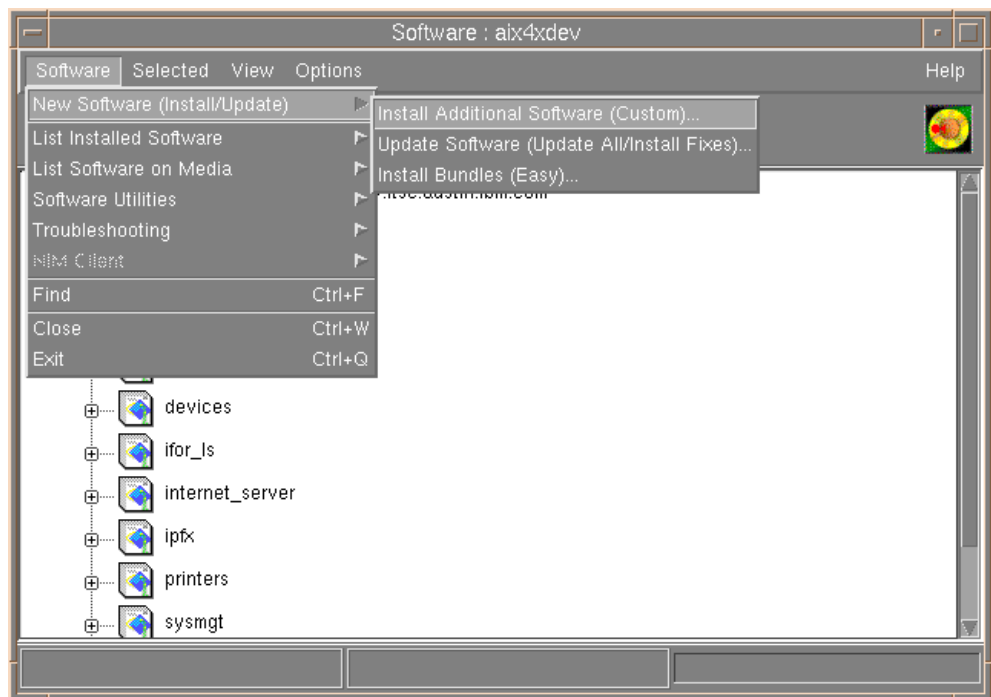 Software : aix4xdev
Software Selected View Options Help
New Software (Install/Update)
Install Additional Software (Custom)...
Update Software (Update All/Install Fixes)...
Install Bundles (Easy)...
List Installed Software
List Software on Media
Software Utilities
Troubleshooting
NIM Client
Find Ctrl+F
Close Ctrl+W
Exit Ctrl+Q
devices
ifor_ls
internet_server
ipfx
printers
sysmgt